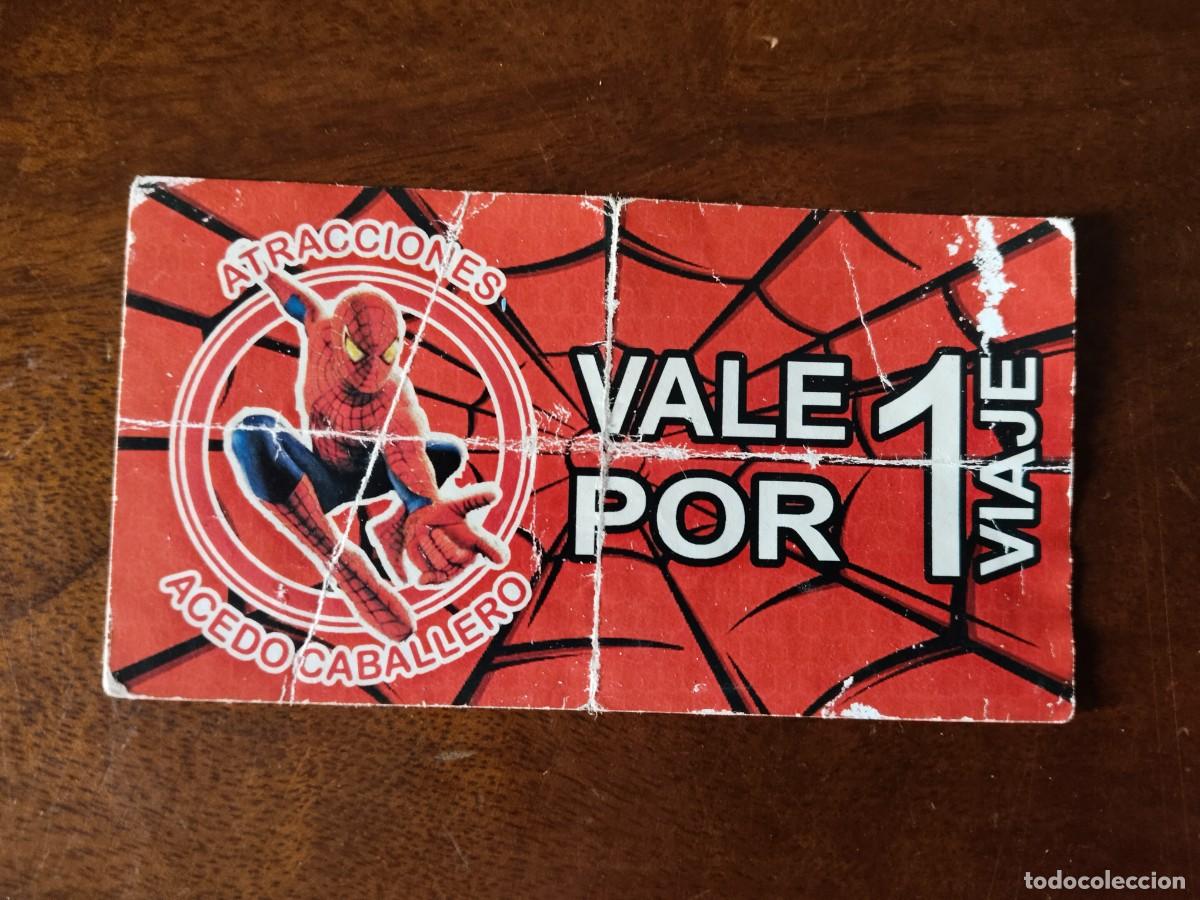 ATRACCIONES
ACEDO CABALLERO
VALE
POR
1
VIAJE
todocoleccion